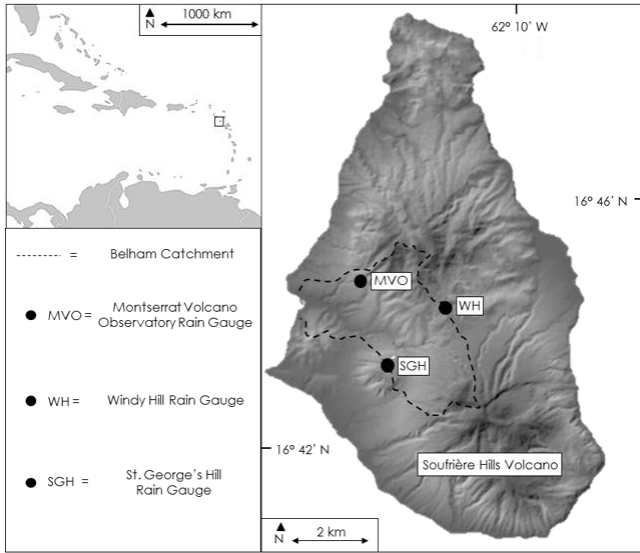 1000 km
N
62° 10' W
16° 46' N
----------- = Belham Catchment
MVO = Montserrat Volcano
Observatory Rain Gauge
WH = Windy Hill Rain Gauge
SGH = St. George's Hill
Rain Gauge
MVO
WH
SGH
16° 42' N
Soufrière Hills Volcano
N
2 km